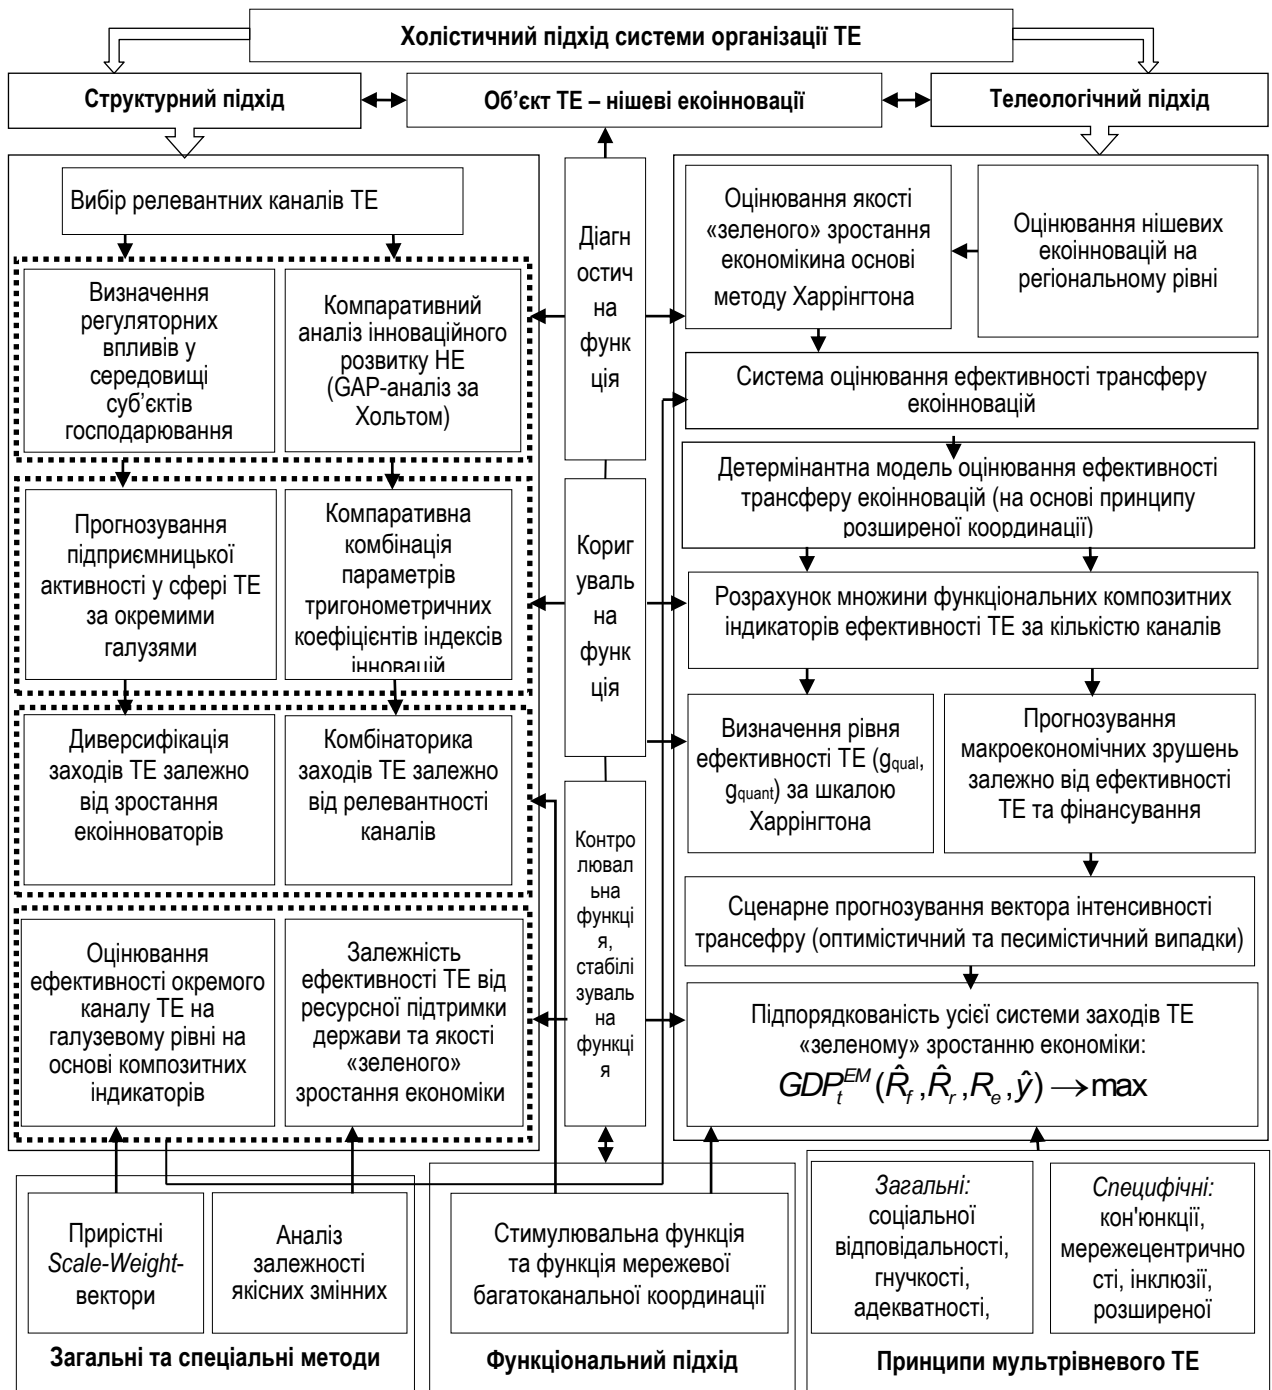 Холістичний підхід системи організації ТЕ
Структурний підхід
Об’єкт ТЕ – нішеві екоінновації
Телеологічний підхід
Вибір релевантних каналів ТЕ
Визначення
регуляторних
впливів у
середовищі
суб’єктів
господарювання
Компаративний
аналіз інноваційного
розвитку НЕ
(GAP-аналіз за
Хольтом)
Прогнозування
підприємницької
активності у сфері ТЕ
за окремими
галузями
Компаративна
комбінація
параметрів
тригонометричних
коефіцієнтів індексів
інновацій
Диверсифікація
заходів ТЕ залежно
від зростання
екоінноваторів
Комбінаторика
заходів ТЕ залежно
від релевантності
каналів
Оцінювання
ефективності окремого
каналу ТЕ на
галузевому рівні на
основі композитних
індикаторів
Залежність
ефективності ТЕ від
ресурсної підтримки
держави та якості
«зеленого»
зростання економіки
Діагн
остич
на
функ
ція
Кориг
уваль
на
функ
ція
Контро
лювал
ьна
функці
я,
стабілі
зуваль
на
функці
я
Оцінювання якості
«зеленого» зростання
економікина основі
методу Харрінгтона
Оцінювання нішевих
екоінновацій на
регіональному рівні
Система оцінювання ефективності трансферу
екоінновацій
Детермінантна модель оцінювання ефективності
трансферу екоінновацій (на основі принципу
розширеної координації)
Розрахунок множини функціональних композитних
індикаторів ефективності ТЕ за кількістю каналів
Визначення рівня
ефективності ТЕ (gqual,
gquant) за шкалою
Харрінгтона
Прогнозування
макроекономічних зрушень
залежно від ефективності
ТЕ та фінансування
Сценарне прогнозування вектора інтенсивності
трансефру (оптимістичний та песимістичний випадки)
Підпорядкованість усієї системи заходів ТЕ
«зеленому» зростанню економіки:
$GDP_t^{EM}(\hat{R}_f, \hat{R}_r, R_e, \hat{y}) \rightarrow \max$
Прирістні
Scale-Weight-
вектори
Аналіз
залежності
якісних змінних
Загальні та спеціальні методи
Стимулювальна функція
та функція мережевої
багатоканальної координації
Функціональний підхід
Загальні:
соціальної
відповідальності,
гнучкості,
адекватності,
Специфічні:
кон'юнкції,
мережецентрично
сті, інклюзії,
розширеної
Принципи мультрівневого ТЕ